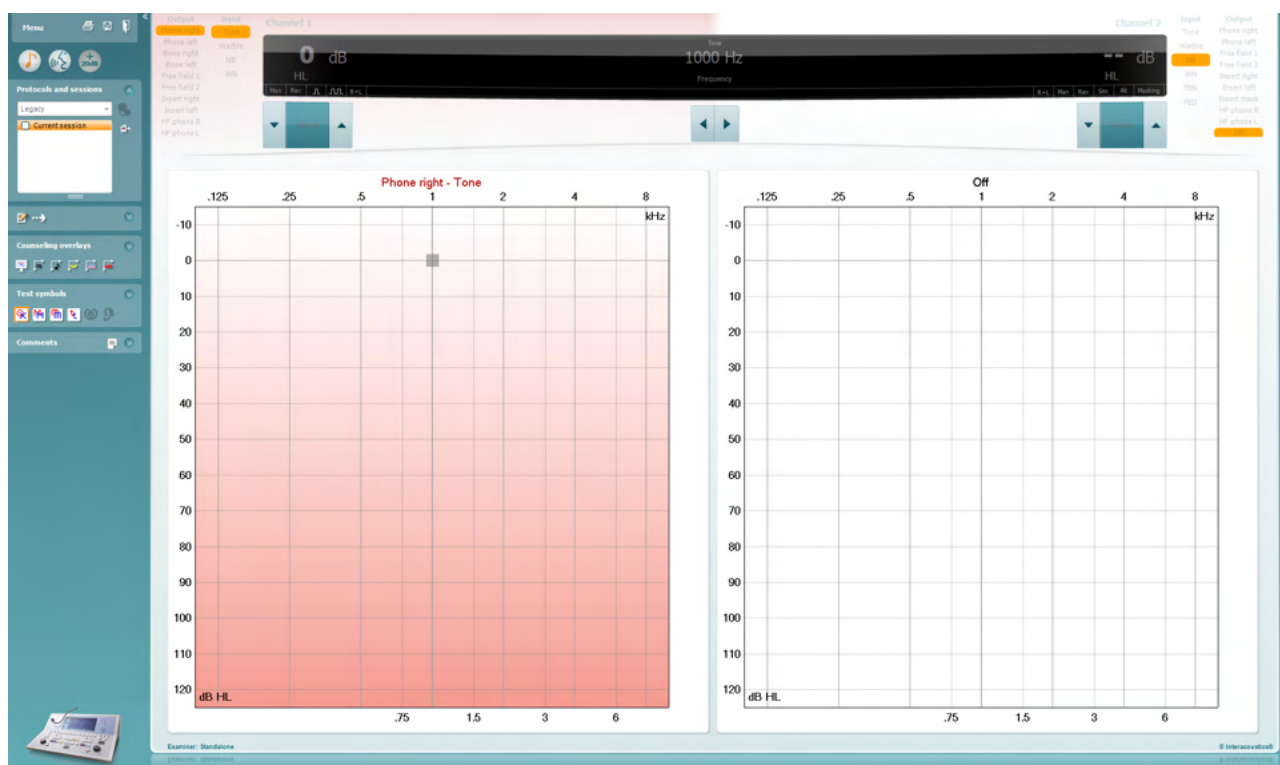 Menu
Protocols and sessions
Legacy
Current session
Counseling overlays
Test symbols
Comments
Output
Phone right
Phone left
Bone right
Bone left
Free field 1
Free field 2
Insert right
Insert left
HF phone R
HF phone L
Input
Tone
Warble
NB
WN
Channel 1
0 dB
HL
Man Rev R+L
Tone
1000 Hz
Frequency
Channel 2
-- dB
HL
R+L Man Rev Sim Alt Masking
Input
Tone
Warble
NB
WN
TEN
PED
Output
Phone right
Phone left
Free field 1
Free field 2
Insert right
Insert left
Insert mask
HF phone R
HF phone L
Off
Phone right - Tone
.125 .25 .5 1 2 4 8
kHz
-10
0
10
20
30
40
50
60
70
80
90
100
110
120
dB HL
.75 1.5 3 6
Off
.125 .25 .5 1 2 4 8
kHz
-10
0
10
20
30
40
50
60
70
80
90
100
110
120
dB HL
.75 1.5 3 6
Examiner: Standalone
© Interacoustics®